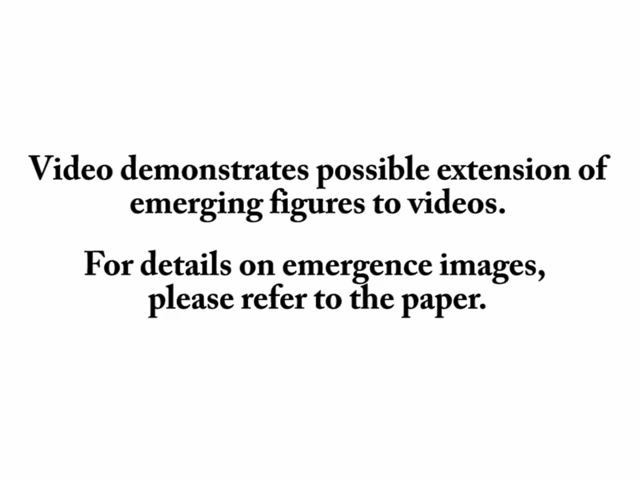 Video demonstrates possible extension of
emerging figures to videos.
For details on emergence images,
please refer to the paper.